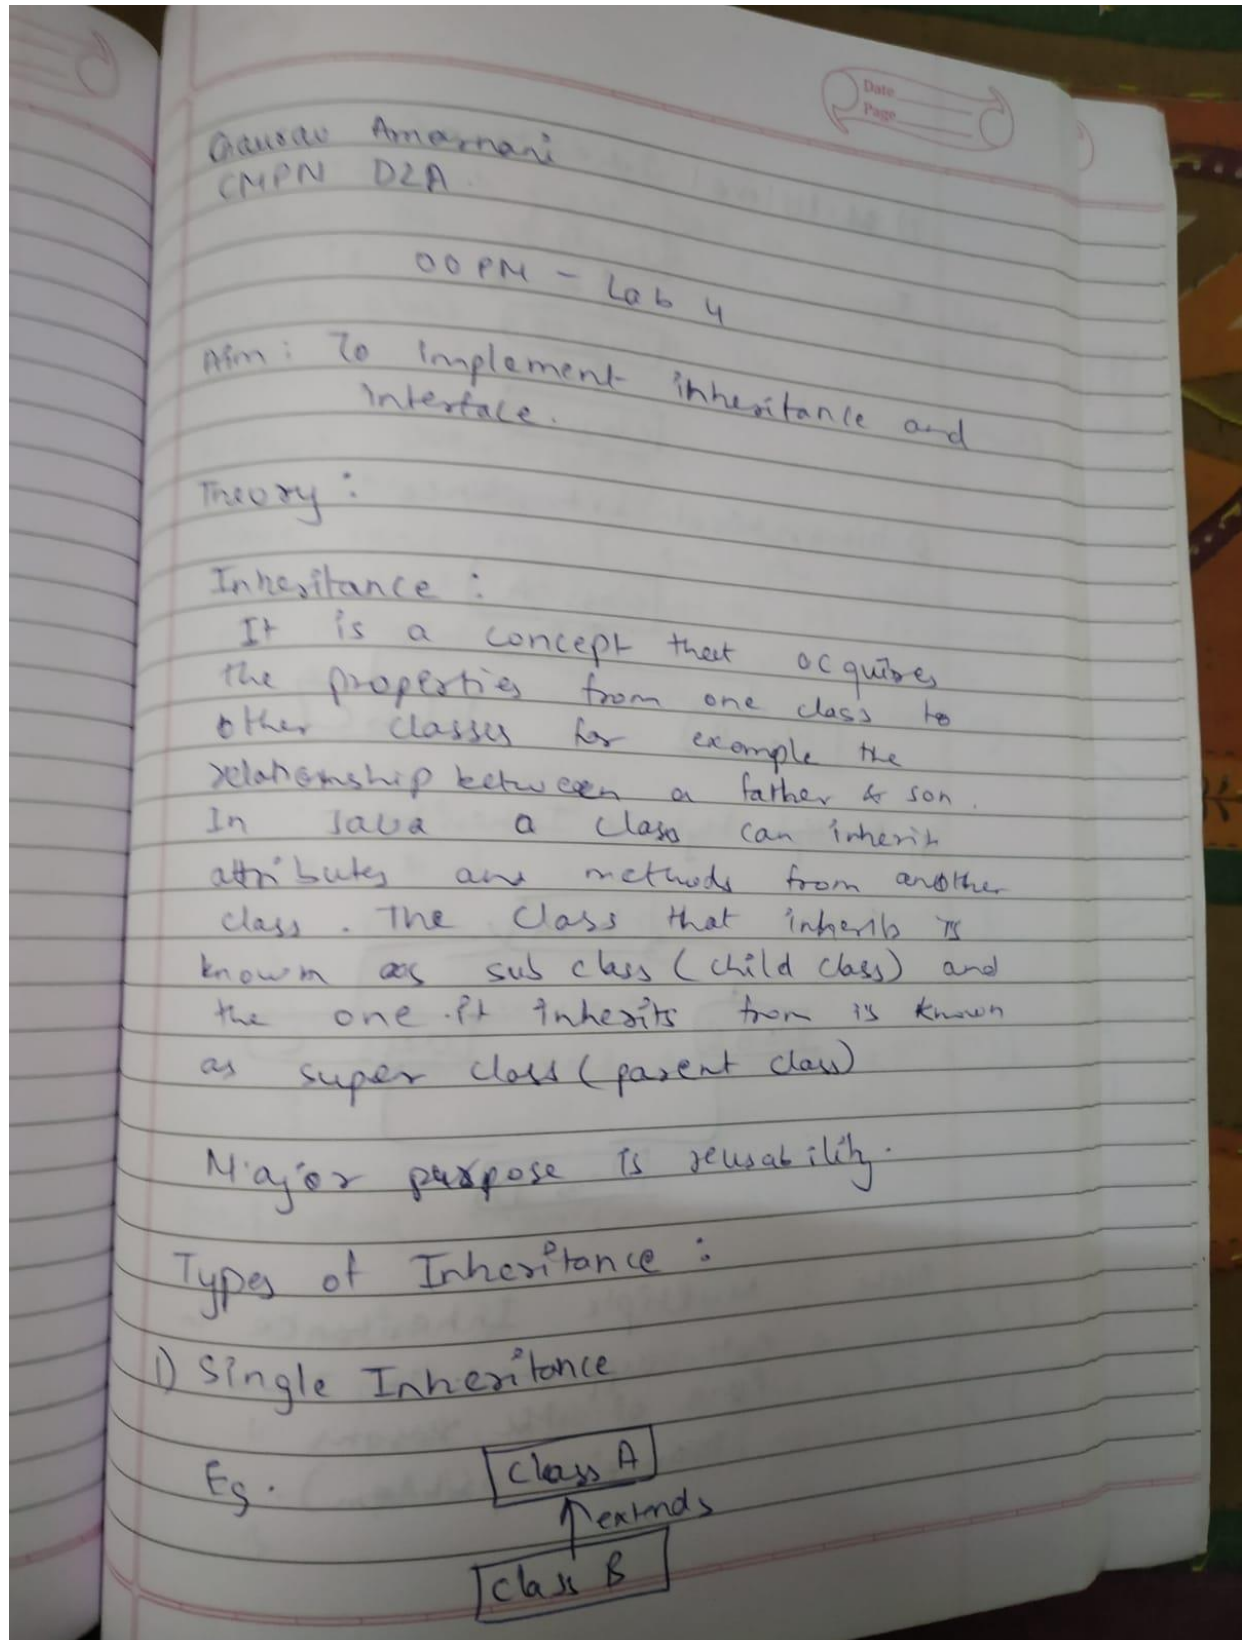 Date
Page
Gaurav Amarnani
CMPN D2A
OOPM - Lab 4
Aim: To implement inheritance and
interface.
Theory:
Inheritance:
It is a concept that acquires
the properties from one class to
other classes for example the
relationship between a father & son.
In Java a class can inherit
attributes and methods from another
class. The class that inherits is
known as sub class (child class) and
the one it inherits from is known
as super class (parent class)
Major purpose is reusability.
Types of Inheritance:
1) Single Inheritance
Eg.
Class A
extends
Class B